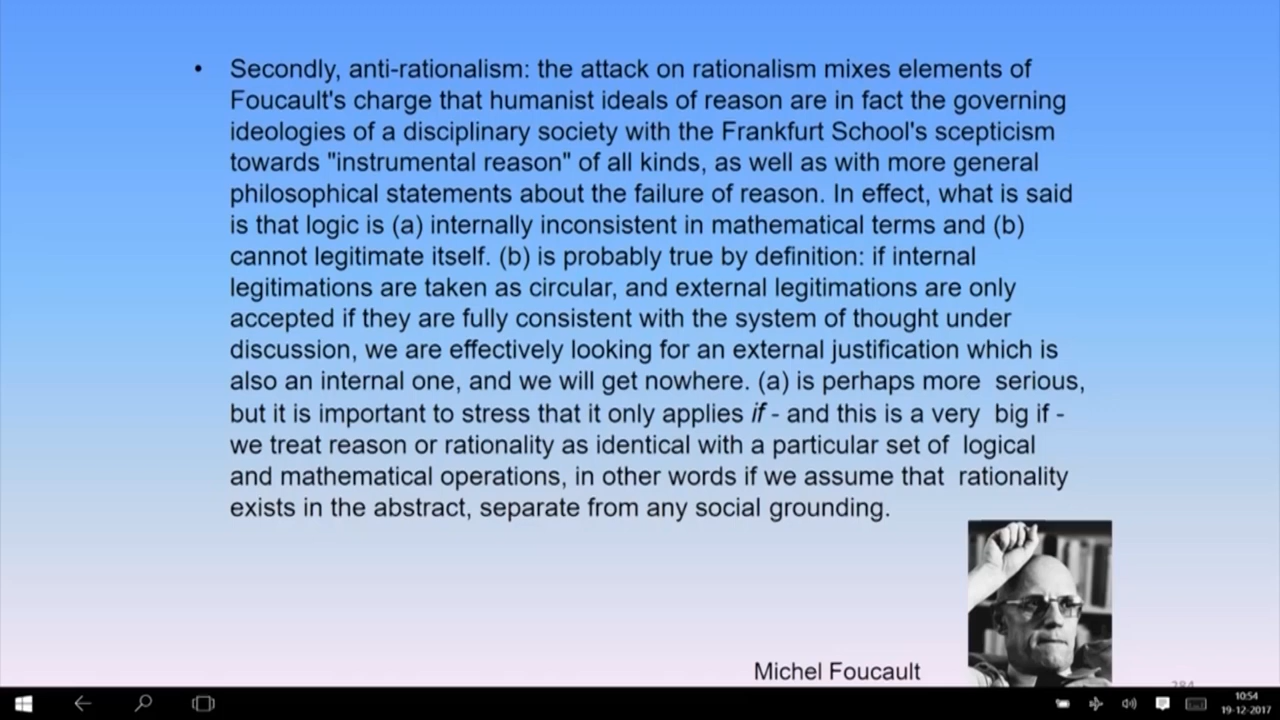 • Secondly, anti-rationalism: the attack on rationalism mixes elements of
Foucault's charge that humanist ideals of reason are in fact the governing
ideologies of a disciplinary society with the Frankfurt School's scepticism
towards "instrumental reason" of all kinds, as well as with more general
philosophical statements about the failure of reason. In effect, what is said
is that logic is (a) internally inconsistent in mathematical terms and (b)
cannot legitimate itself. (b) is probably true by definition: if internal
legitimations are taken as circular, and external legitimations are only
accepted if they are fully consistent with the system of thought under
discussion, we are effectively looking for an external justification which is
also an internal one, and we will get nowhere. (a) is perhaps more serious,
but it is important to stress that it only applies if - and this is a very big if -
we treat reason or rationality as identical with a particular set of logical
and mathematical operations, in other words if we assume that rationality
exists in the abstract, separate from any social grounding.
Michel Foucault
284
10:54
19-12-2017